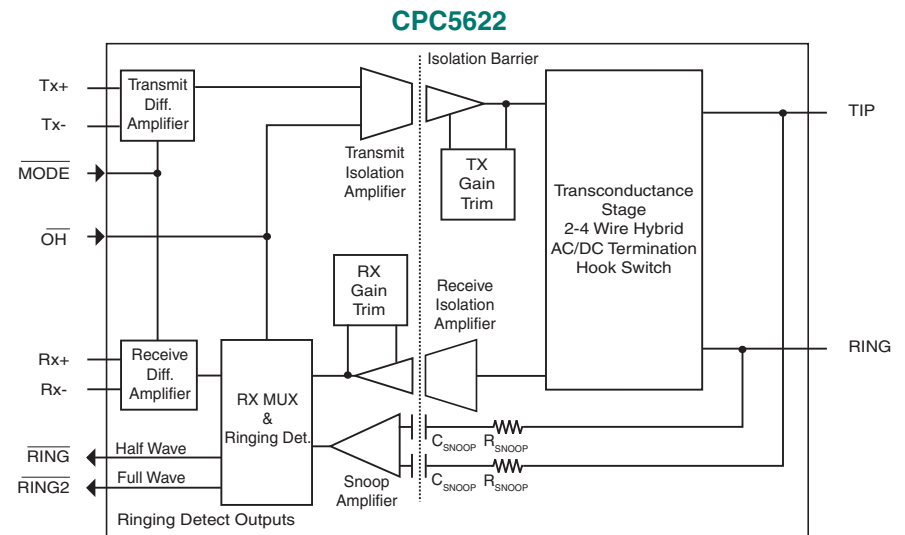 CPC5622
Isolation Barrier
Tx+
Tx-
MODE
OH
Rx+
Rx-
RING
RING2
Transmit
Diff.
Amplifier
Transmit
Isolation
Amplifier
TX
Gain
Trim
Transconductance
Stage
2-4 Wire Hybrid
AC/DC Termination
Hook Switch
TIP
RING
RX
Gain
Trim
Receive
Isolation
Amplifier
Receive
Diff.
Amplifier
RX MUX
&
Ringing Det.
Snoop
Amplifier
CSNOOP
RSNOOP
CSNOOP
RSNOOP
Half Wave
Full Wave
Ringing Detect Outputs